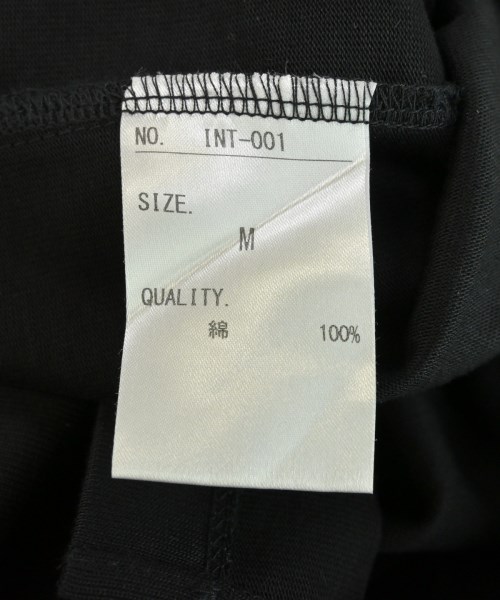 NO. INT-001
SIZE.
M
QUALITY.
綿 100%